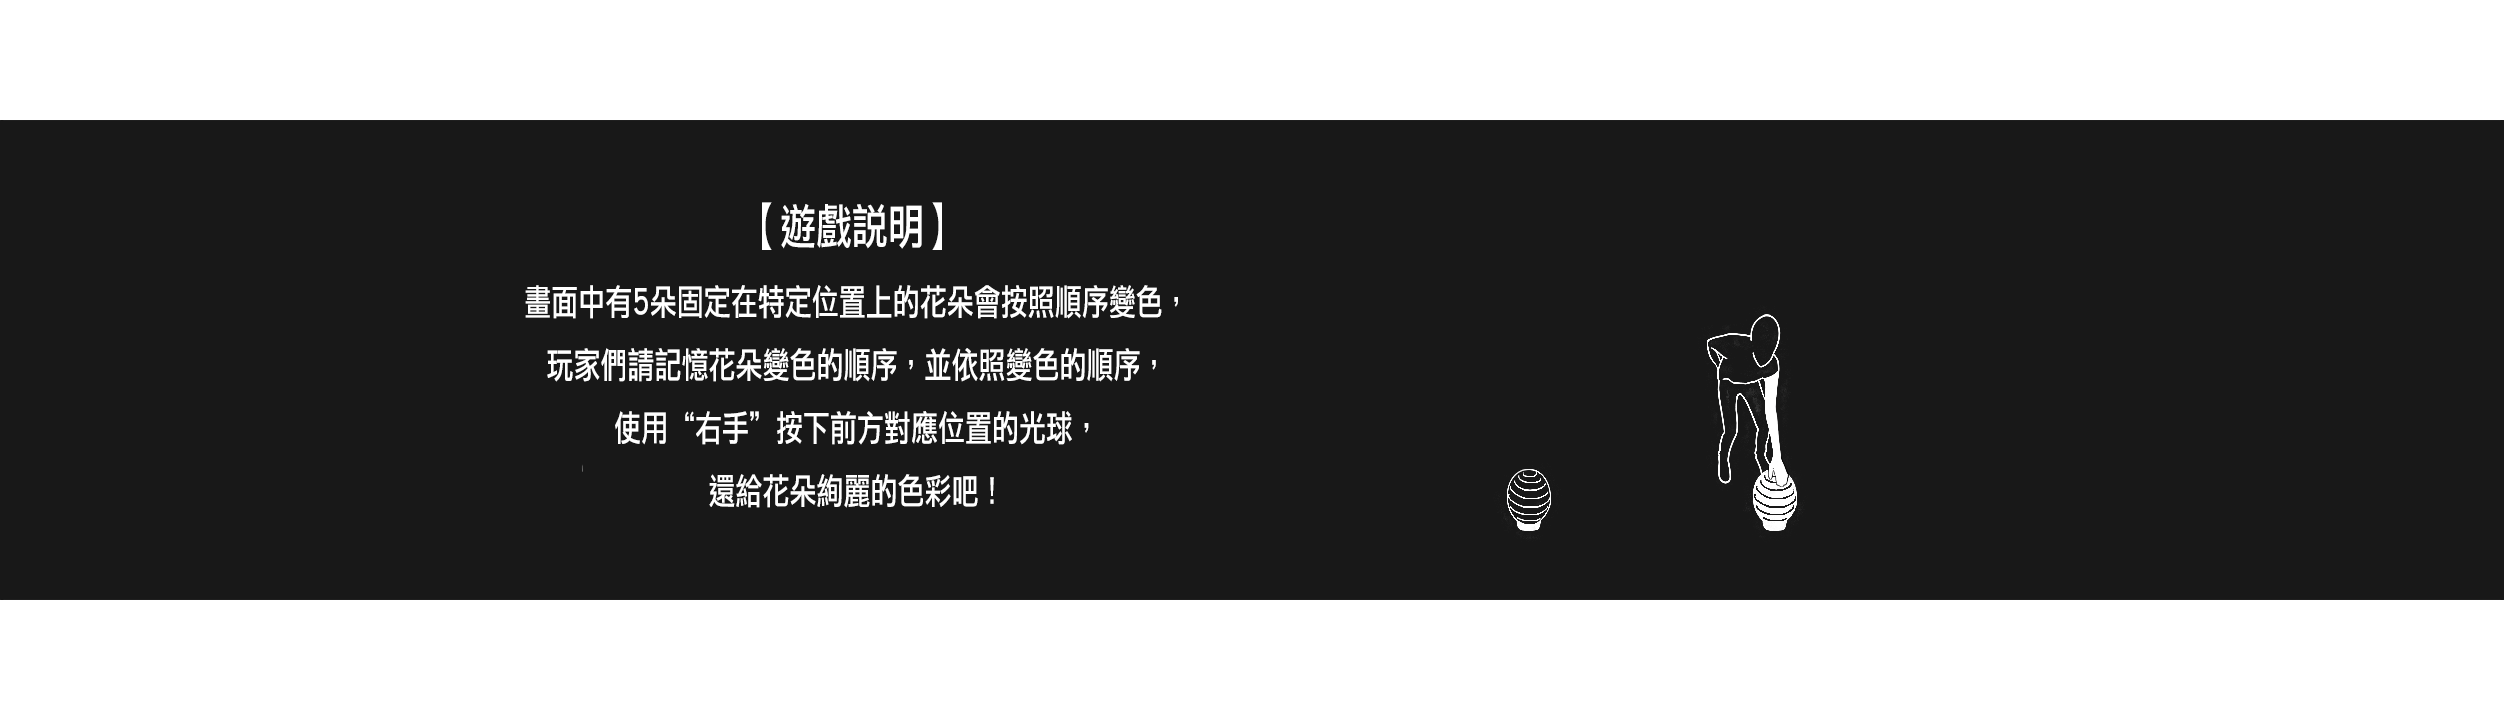 【遊戲說明】
畫面中有5朵固定在特定位置上的花朵會按照順序變色，
玩家們請記憶花朵變色的順序，並依照變色的順序，
使用“右手”按下前方對應位置的光球，
還給花朵絢麗的色彩吧！